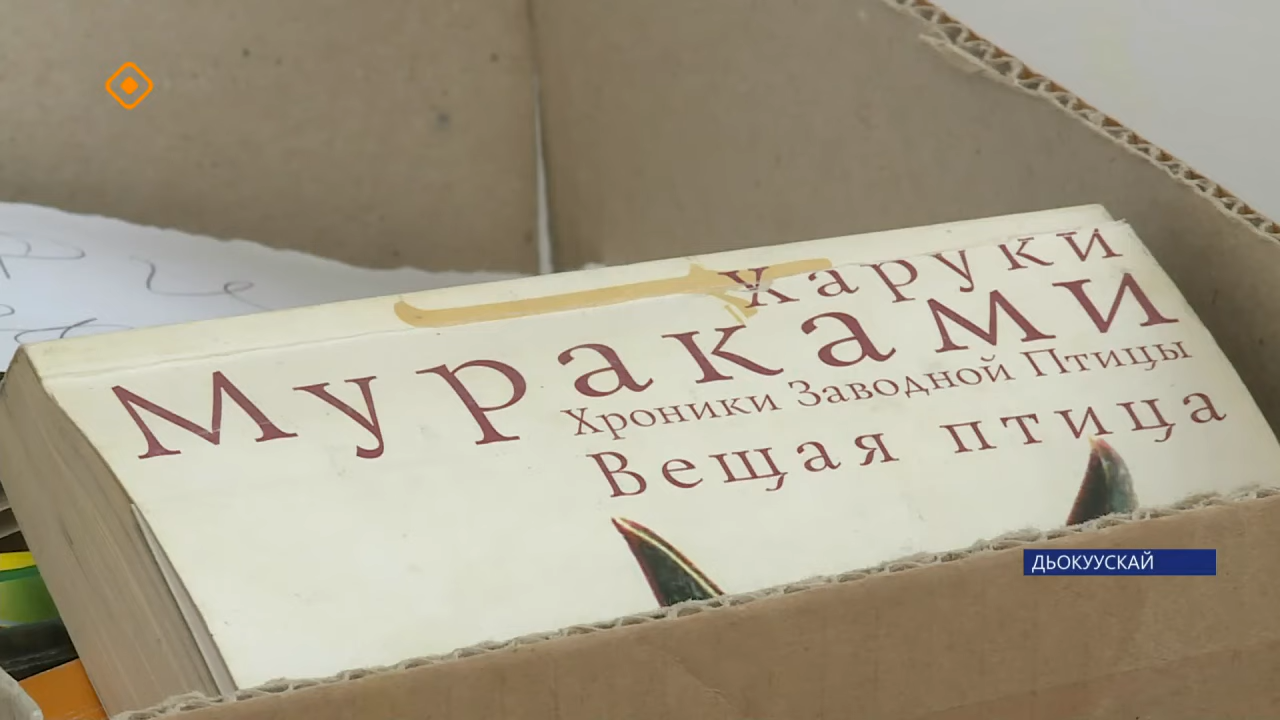 Харуки
Мураками
Хроники Заводной Птицы
Вещая птица
ДЬОКУУСКАЙ